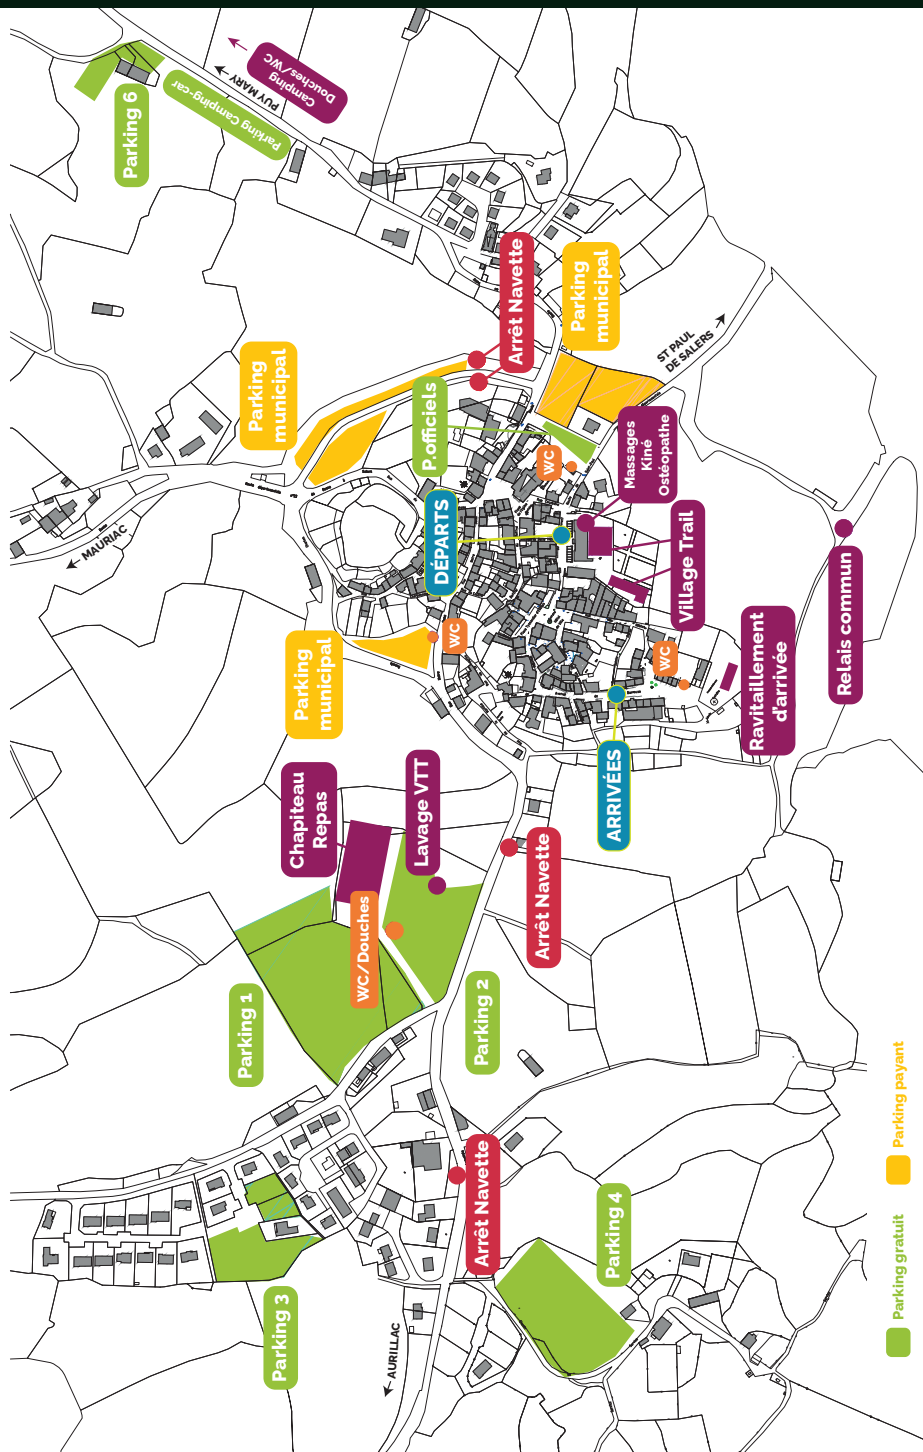 Parking 6
Parking Camping-car
PUY MARY
Camping
Douches/WC
Parking
municipal
Arrêt Navette
Parking
municipal
ST PAUL
DE SALERS
MAURIAC
P.officiels
WC
Massages
Kiné
Ostéopathe
DÉPARTS
Village Trail
Relais commun
Parking
municipal
WC
WC
Ravitaillement
d'arrivée
ARRIVÉES
Chapiteau
Repas
Lavage VTT
WC/Douches
Arrêt Navette
Parking 1
Parking 2
Arrêt Navette
Parking 3
Parking 4
AURILLAC
Parking gratuit
Parking payant